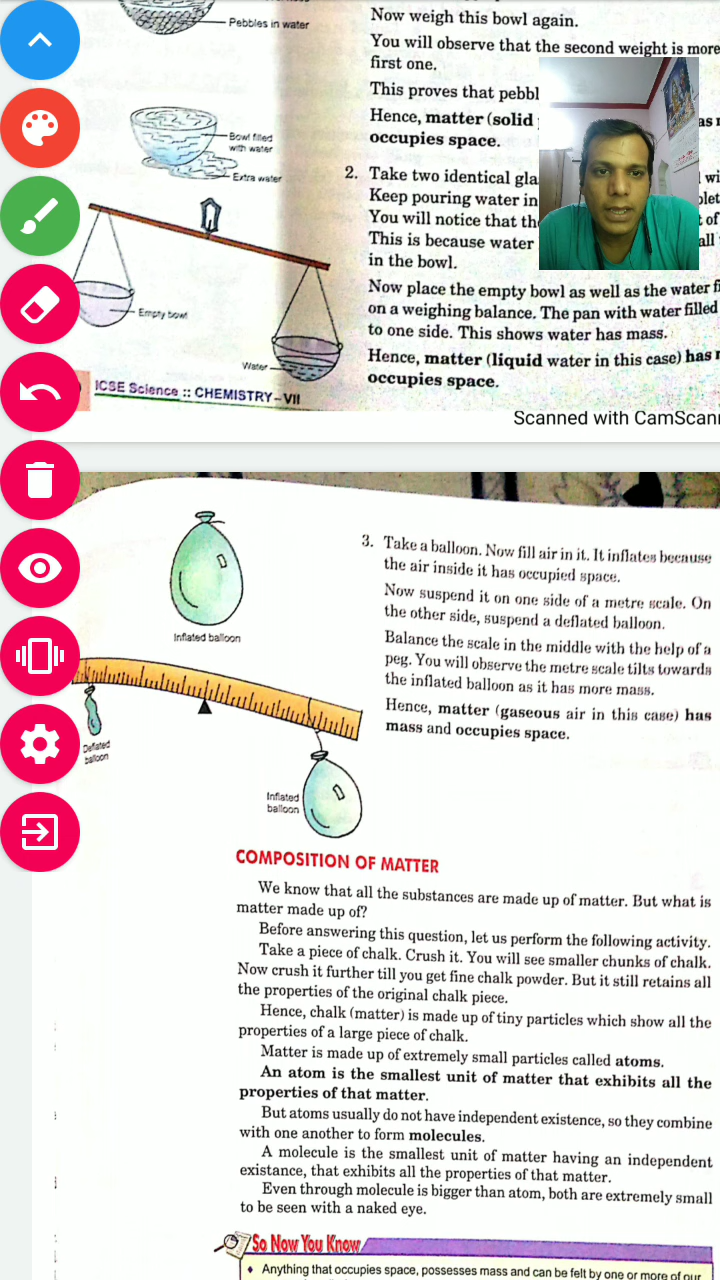 Pebbles in water
Now weigh this bowl again.
You will observe that the second weight is more
first one.
This proves that pebbl
Hence, matter (solid
occupies space.
Bowl filled
with water
Extra water
Empty bowl
Water
2. Take two identical gla
Keep pouring water in
You will notice that th
This is because water
in the bowl.
all
Now place the empty bowl as well as the water fi
on a weighing balance. The pan with water filled
to one side. This shows water has mass.
Hence, matter (liquid water in this case) has
occupies space.
ICSE Science :: CHEMISTRY–VII
Scanned with CamScan
Inflated balloon
3. Take a balloon. Now fill air in it. It inflates because
the air inside it has occupied space.
Now suspend it on one side of a metre scale. On
the other side, suspend a deflated balloon.
Balance the scale in the middle with the help of a
peg. You will observe the metre scale tilts towards
the inflated balloon as it has more mass.
Hence, matter (gaseous air in this case) has
mass and occupies space.
Deflated
balloon
Inflated
balloon
COMPOSITION OF MATTER
We know that all the substances are made up of matter. But what is
matter made up of?
Before answering this question, let us perform the following activity.
Take a piece of chalk. Crush it. You will see smaller chunks of chalk.
Now crush it further till you get fine chalk powder. But it still retains all
the properties of the original chalk piece.
Hence, chalk (matter) is made up of tiny particles which show all the
properties of a large piece of chalk.
Matter is made up of extremely small particles called atoms.
An atom is the smallest unit of matter that exhibits all the
properties of that matter.
But atoms usually do not have independent existence, so they combine
with one another to form molecules.
A molecule is the smallest unit of matter having an independent
existance, that exhibits all the properties of that matter.
Even through molecule is bigger than atom, both are extremely small
to be seen with a naked eye.
So Now You Know
Anything that occupies space, possesses mass and can be felt by one or more of our